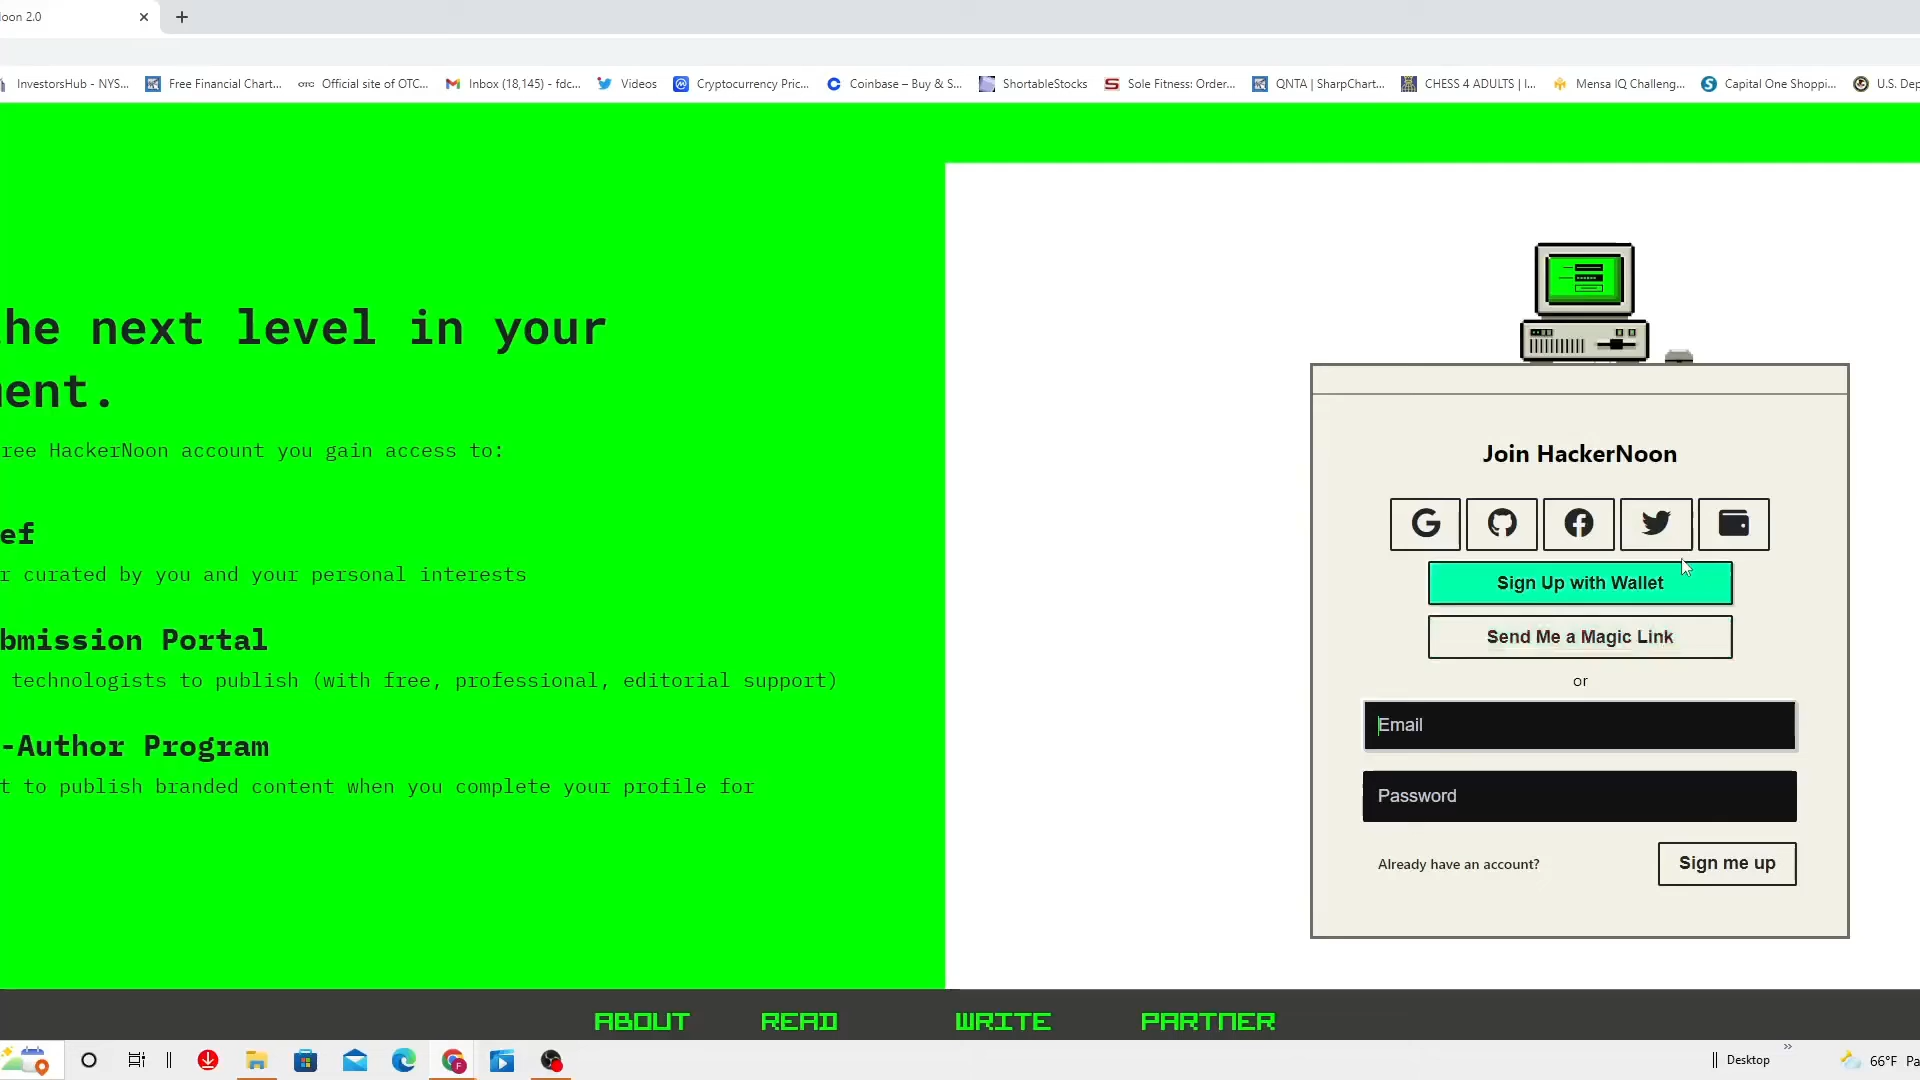 oon 2.0
InvestorsHub - NYS... Free Financial Chart... OTC Official site of OTC... Inbox (18,145) - fdc... Videos Cryptocurrency Pric... Coinbase – Buy & S... ShortableStocks Sole Fitness: Order... QNTA | SharpChart... CHESS 4 ADULTS | I... Mensa IQ Challeng... Capital One Shoppi... U.S. Dep
he next level in your
ent.
ree HackerNoon account you gain access to:
ef
r curated by you and your personal interests
bmission Portal
technologists to publish (with free, professional, editorial support)
-Author Program
t to publish branded content when you complete your profile for
Join HackerNoon
Sign Up with Wallet
Send Me a Magic Link
or
Email
Password
Already have an account?
Sign me up
ABOUT READ WRITE PARTNER
Desktop
66°F Pa